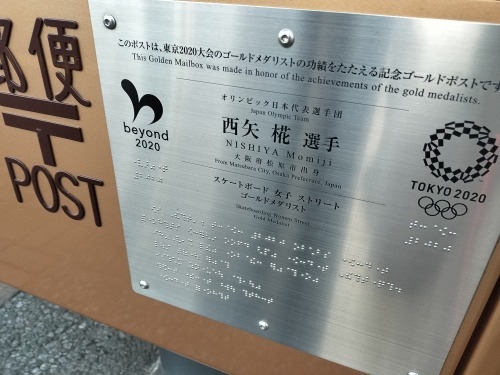 郵便
〒
POST
このポストは、東京2020大会のゴールドメダリストの功績をたたえる記念ゴールドポストです
This Golden Mailbox was made in honor of the achievements of the gold medalists.
beyond
2020
オリンピック日本代表選手団
Japan Olympic Team
西矢 椛 選手
NISHIYA Momiji
大阪府松原市出身
From Matsubara City, Osaka Prefecture, Japan
スケートボード 女子 ストリート
ゴールドメダリスト
Skateboarding Women Street
Gold Medalist
TOKYO 2020